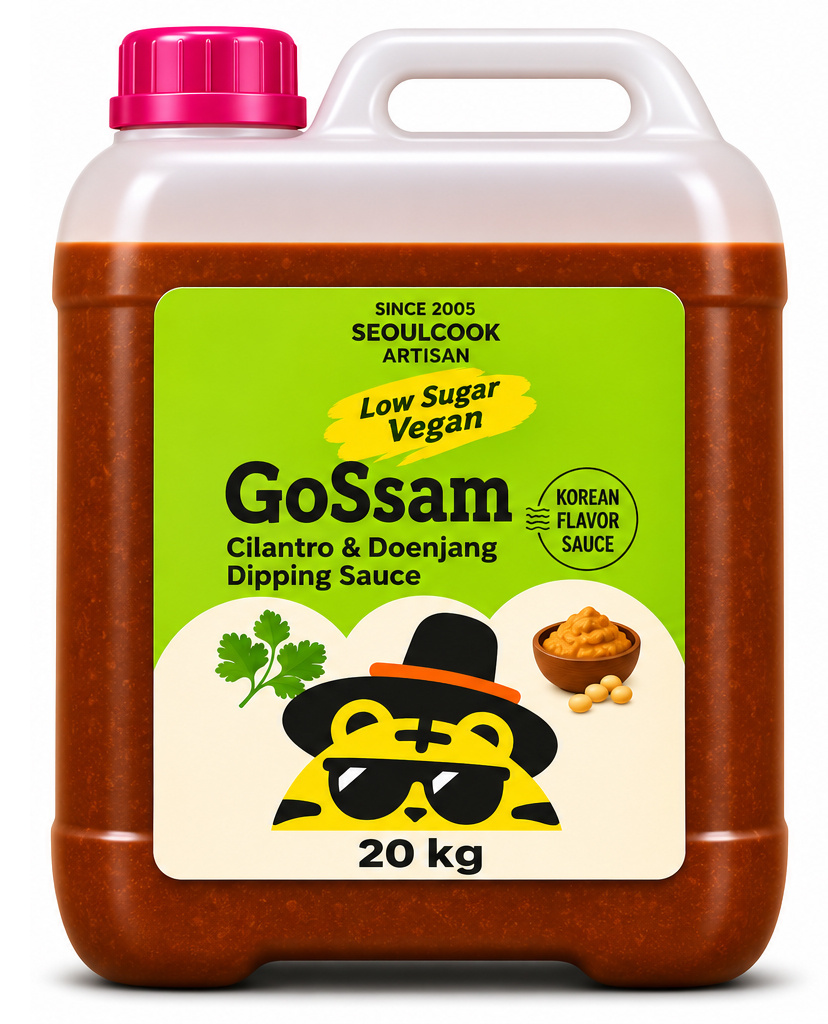 SINCE 2005
SEOULCOOK
ARTISAN
Low Sugar
Vegan
GoSsam
Cilantro & Doenjang
Dipping Sauce
KOREAN
FLAVOR
SAUCE
20 kg